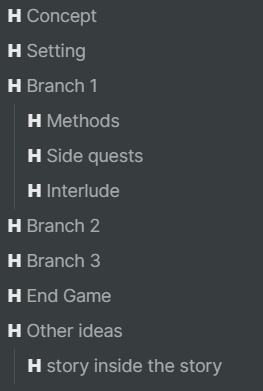 H Concept
H Setting
H Branch 1
H Methods
H Side quests
H Interlude
H Branch 2
H Branch 3
H End Game
H Other ideas
H story inside the story